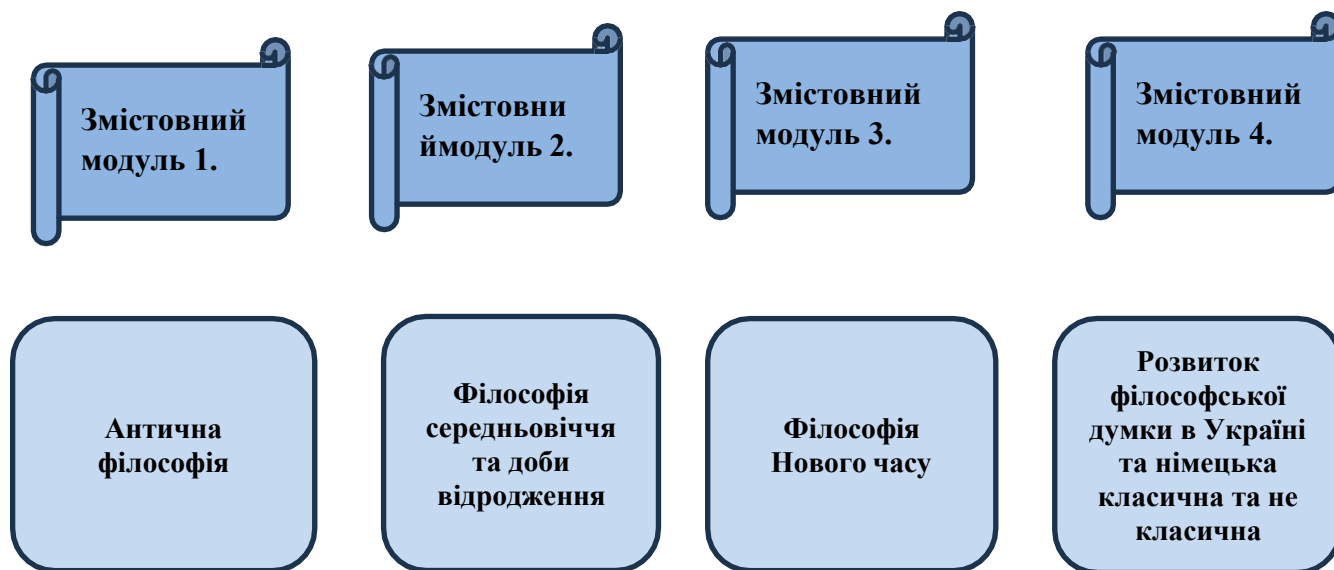 Змістовний
модуль 1.
Змістовни
ймодуль 2.
Змістовний
модуль 3.
Змістовний
модуль 4.
Антична
філософія
Філософія
середньовіччя
та доби
відродження
Філософія
Нового часу
Розвиток
філософської
думки в Україні
та німецька
класична та не
класична